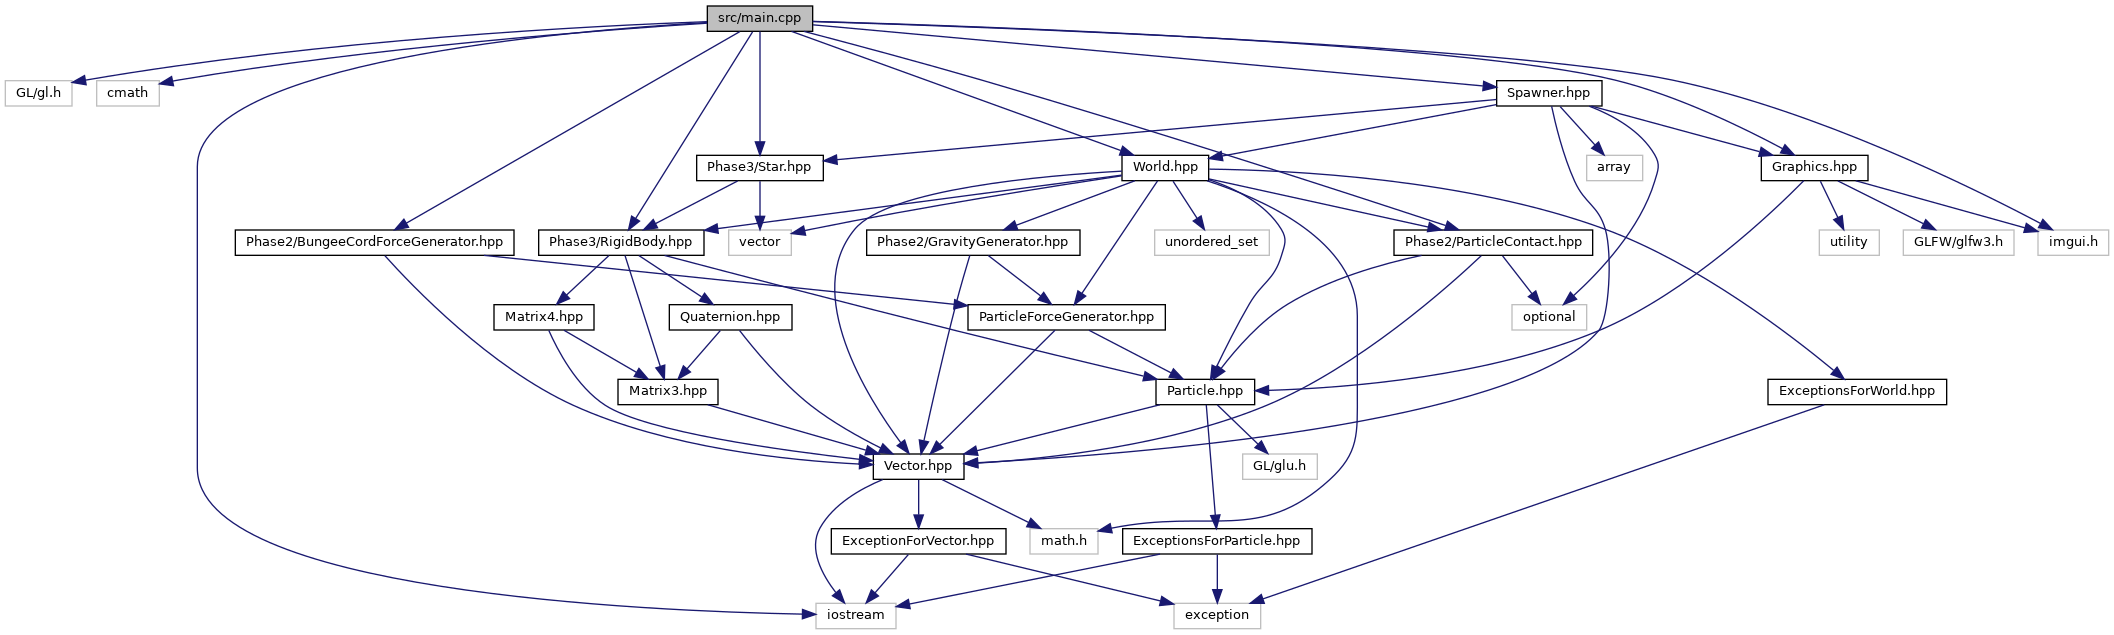 src/main.cpp
GL/gl.h
cmath
Spawner.hpp
Phase3/Star.hpp
World.hpp
array
Graphics.hpp
Phase2/BungeeCordForceGenerator.hpp
Phase3/RigidBody.hpp
vector
Phase2/GravityGenerator.hpp
unordered_set
Phase2/ParticleContact.hpp
utility
GLFW/glfw3.h
imgui.h
Matrix4.hpp
Quaternion.hpp
ParticleForceGenerator.hpp
optional
Matrix3.hpp
Particle.hpp
ExceptionsForWorld.hpp
Vector.hpp
GL/glu.h
ExceptionForVector.hpp
math.h
ExceptionsForParticle.hpp
iostream
exception